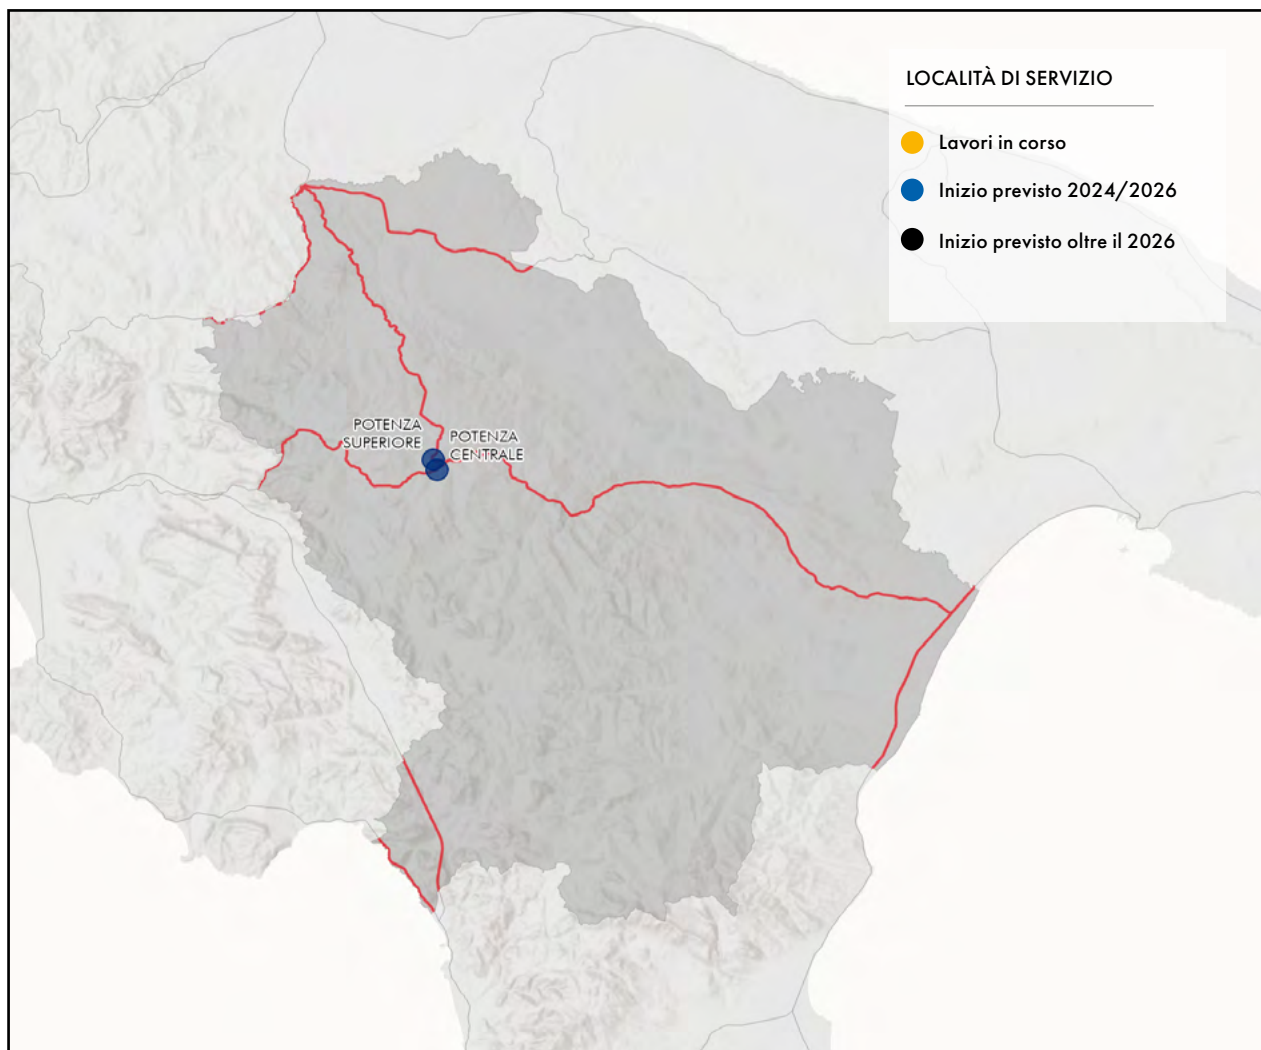 LOCALITÀ DI SERVIZIO
Lavori in corso
Inizio previsto 2024/2026
Inizio previsto oltre il 2026
POTENZA
SUPERIORE
POTENZA
CENTRALE